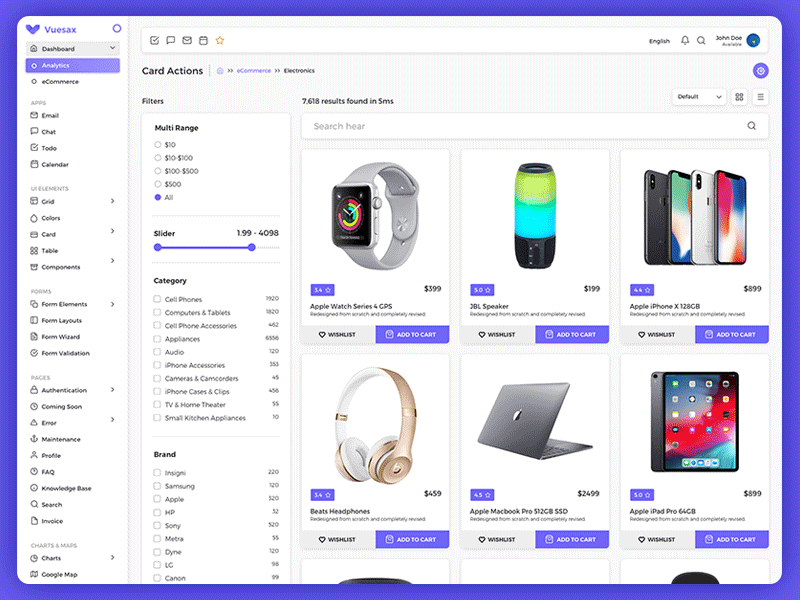 Vuesax
Dashboard
Analytics
eCommerce
APPS
Email
Chat
Todo
Calendar
UI ELEMENTS
Grid
Colors
Card
Table
Components
FORMS
Form Elements
Form Layouts
Form Wizard
Form Validation
PAGES
Authentication
Coming Soon
Error
Maintenance
Profile
FAQ
Knowledge Base
Search
Invoice
CHARTS & MAPS
Charts
Google Map
English
John Doe
Available
Card Actions
eCommerce
Electronics
Filters
7,618 results found in 5ms
Default
Search hear
Multi Range
$10
$10-$100
$100-$500
$500
All
Slider 1.99 - 4098
Category
Cell Phones 1920
Computers & Tablets 1820
Cell Phone Accessories 462
Appliances 6556
Audio 120
iPhone Accessories 353
Cameras & Camcorders 45
iPhone Cases & Clips 456
TV & Home Theater 55
Small Kitchen Appliances 10
Brand
Insigni 220
Samsung 120
Apple 320
HP 32
Sony 520
Metra 55
Dyne 120
LG 98
Canon 99
3.4 $399
Apple Watch Series 4 GPS
Redesigned from scratch and completely revised.
WISHLIST ADD TO CART
5.0 $199
JBL Speaker
Redesigned from scratch and completely revised.
WISHLIST ADD TO CART
4.4 $899
Apple iPhone X 128GB
Redesigned from scratch and completely revised.
WISHLIST ADD TO CART
3.4 $459
Beats Headphones
Redesigned from scratch and completely revised.
WISHLIST ADD TO CART
4.5 $2499
Apple Macbook Pro 512GB SSD
Redesigned from scratch and completely revised.
WISHLIST ADD TO CART
5.0 $899
Apple iPad Pro 64GB
Redesigned from scratch and completely revised.
WISHLIST ADD TO CART